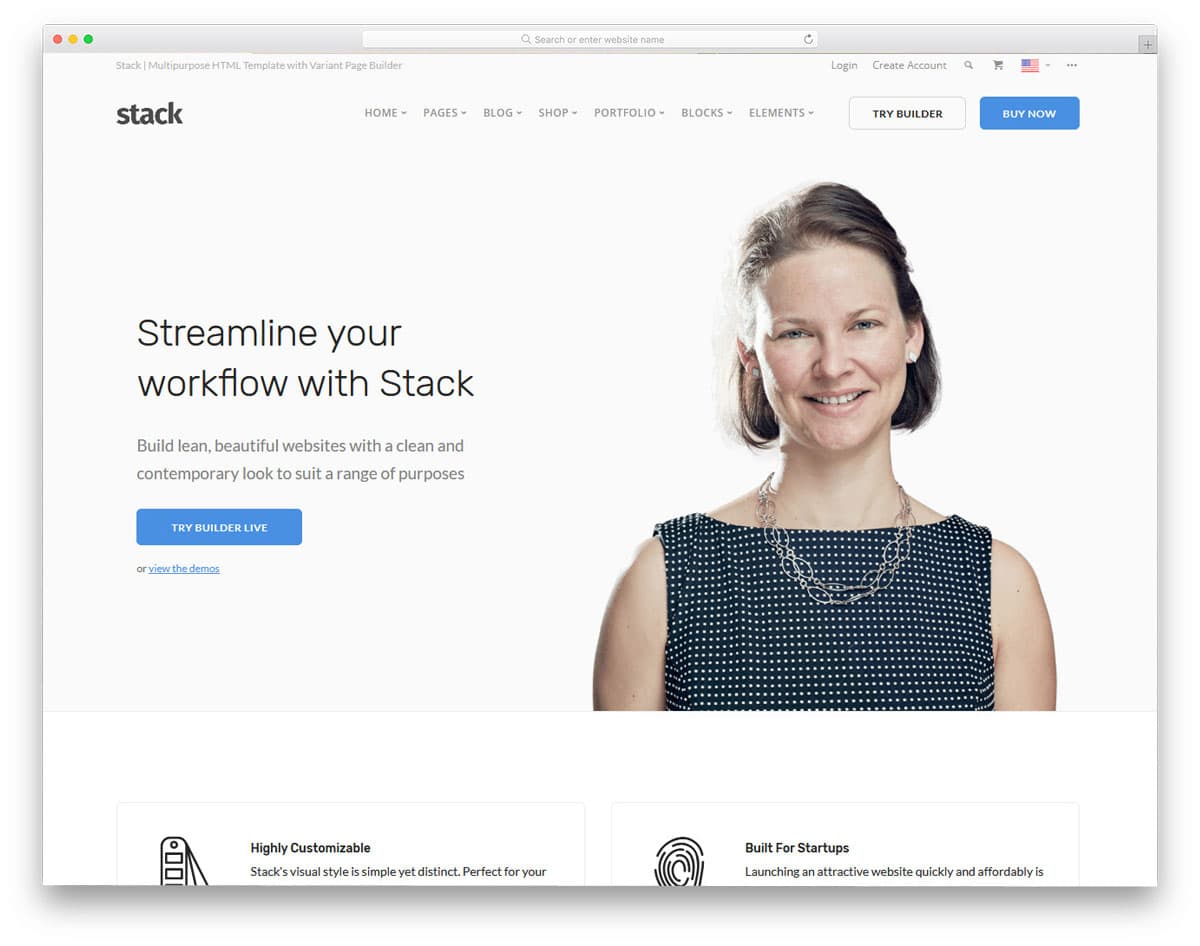 Search or enter website name
Stack | Multipurpose HTML Template with Variant Page Builder
Login Create Account
stack
HOME PAGES BLOG SHOP PORTFOLIO BLOCKS ELEMENTS TRY BUILDER BUY NOW
Streamline your
workflow with Stack
Build lean, beautiful websites with a clean and
contemporary look to suit a range of purposes
TRY BUILDER LIVE
or view the demos
Highly Customizable
Stack's visual style is simple yet distinct. Perfect for your
Built For Startups
Launching an attractive website quickly and affordably is